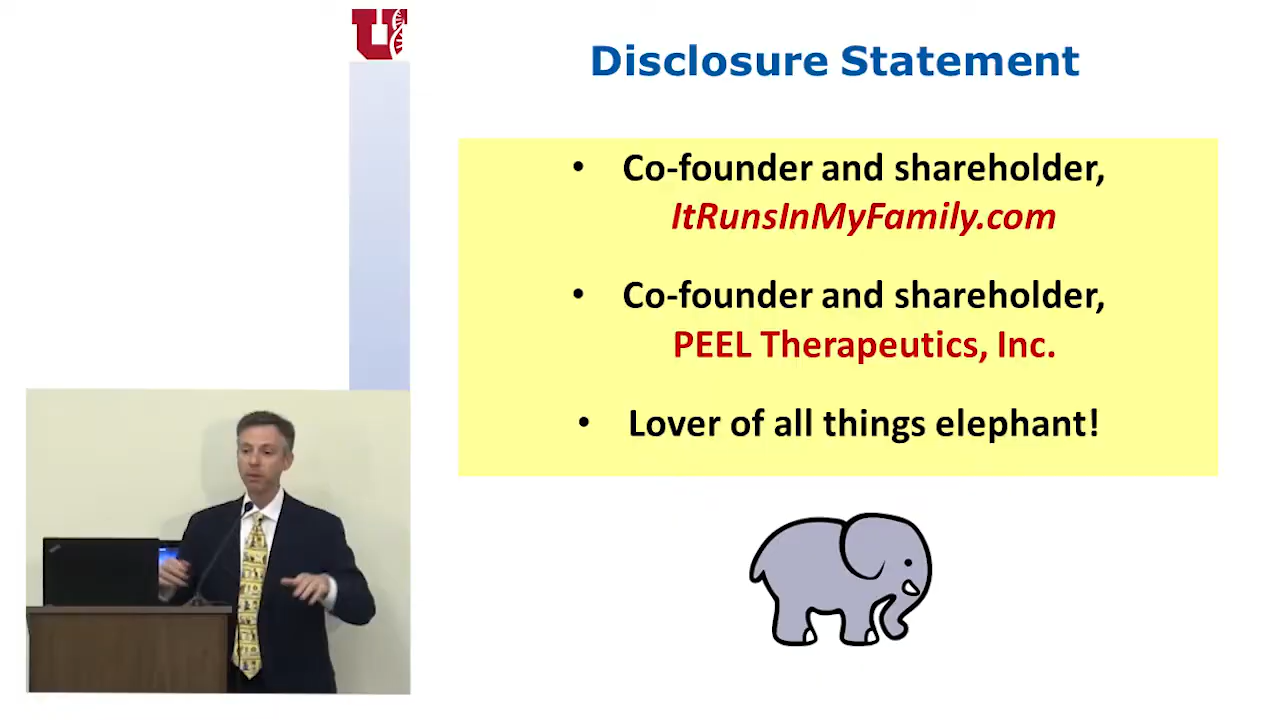 U
Disclosure Statement
• Co-founder and shareholder,
ItRunsInMyFamily.com
• Co-founder and shareholder,
PEEL Therapeutics, Inc.
• Lover of all things elephant!